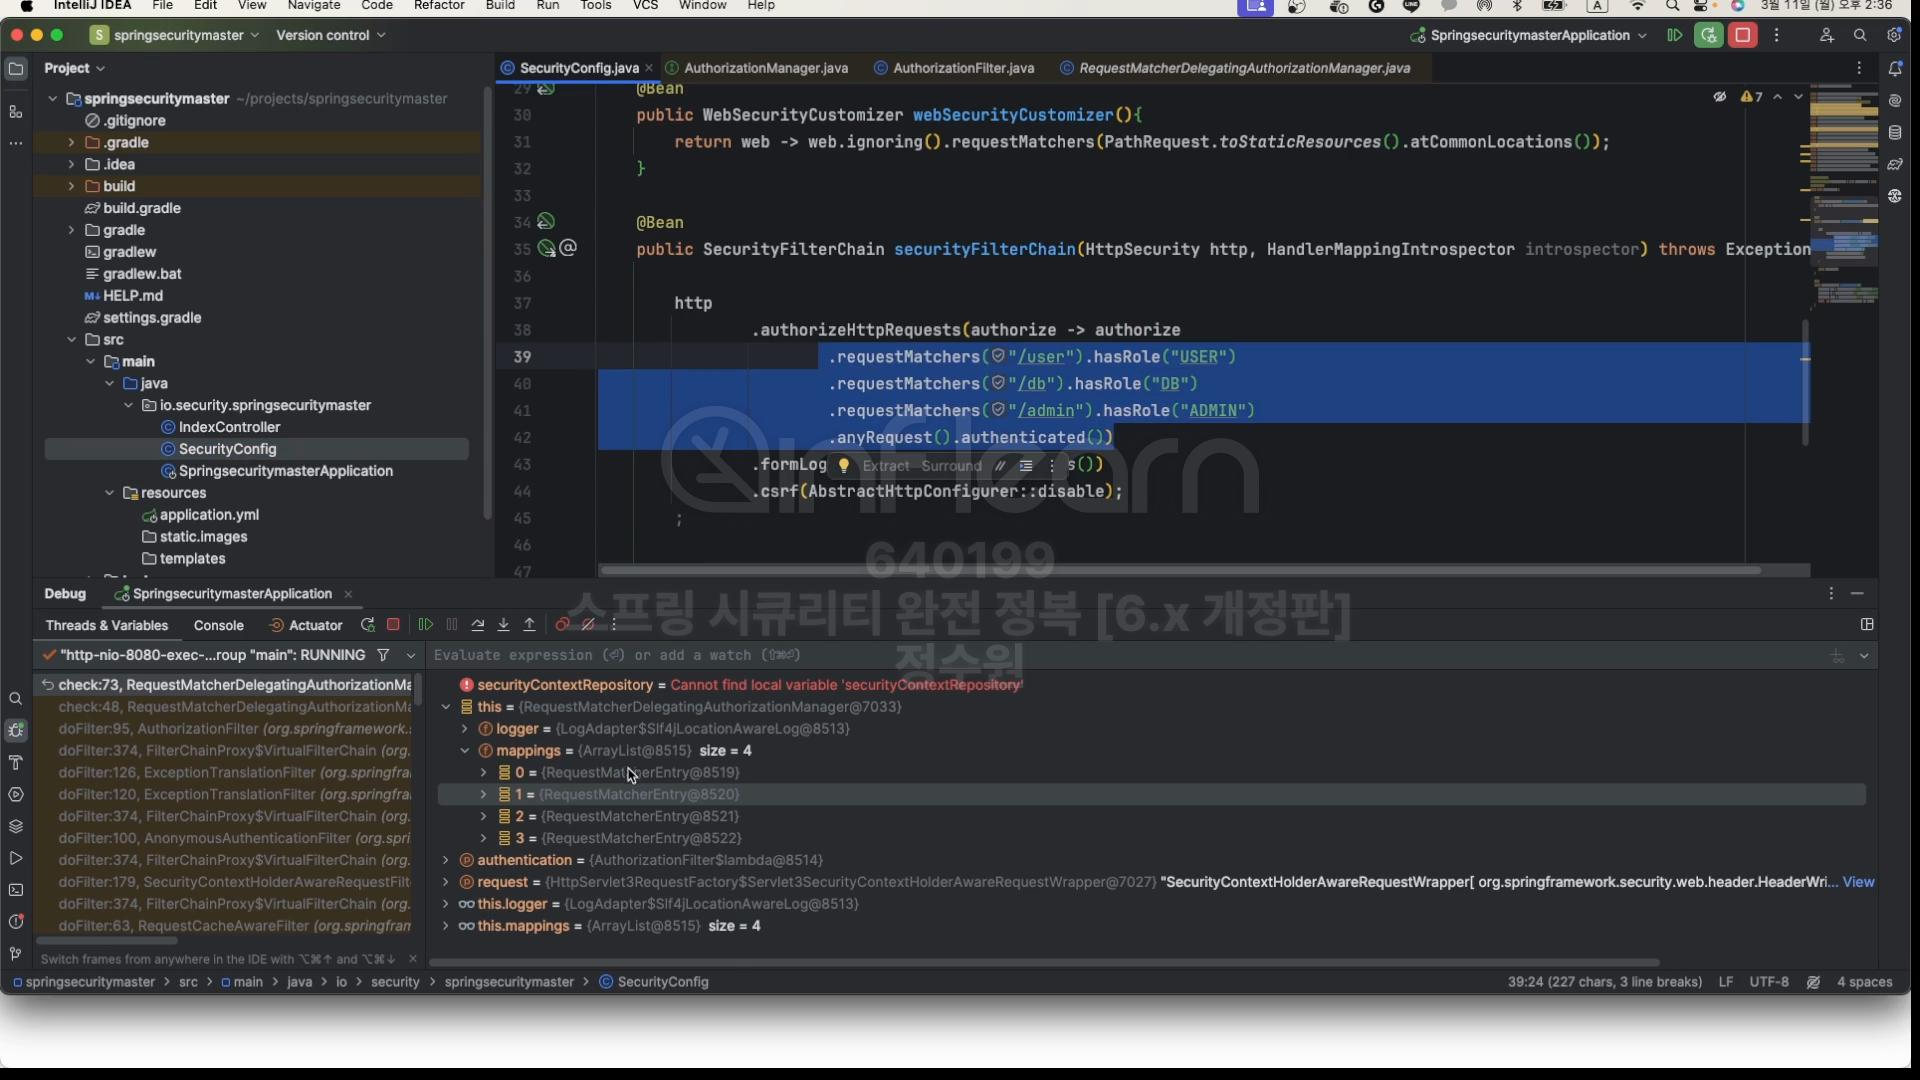 IntelliJ IDEA File Edit View Navigate Code Refactor Build Run Tools VCS Window Help
A 3월 11일 (월) 오후 2:36
S springsecuritymaster Version control
SpringsecuritymasterApplication
Project
SecurityConfig.java AuthorizationManager.java AuthorizationFilter.java RequestMatcherDelegatingAuthorizationManager.java
springsecuritymaster ~/projects/springsecuritymaster
.gitignore
.gradle
.idea
build
build.gradle
gradle
gradlew
gradlew.bat
M↓ HELP.md
settings.gradle
src
main
java
io.security.springsecuritymaster
IndexController
SecurityConfig
SpringsecuritymasterApplication
resources
application.yml
static.images
templates
7
29 @Bean
30 public WebSecurityCustomizer webSecurityCustomizer(){
31 return web -> web.ignoring().requestMatchers(PathRequest.toStaticResources().atCommonLocations());
32 }
33
34 @Bean
35 public SecurityFilterChain securityFilterChain(HttpSecurity http, HandlerMappingIntrospector introspector) throws Exception
36
37 http
38 .authorizeHttpRequests(authorize -> authorize
39 .requestMatchers("/user").hasRole("USER")
40 .requestMatchers("/db").hasRole("DB")
41 .requestMatchers("/admin").hasRole("ADMIN")
42 .anyRequest().authenticated())
43 .formLog s())
Extract Surround //
44 .csrf(AbstractHttpConfigurer::disable);
45 ;
46
47
inflearn
640199
스프링 시큐리티 완전 정복 [6.x 개정판]
정수원
Debug SpringsecuritymasterApplication
Threads & Variables Console Actuator
"http-nio-8080-exec-...roup "main": RUNNING
Evaluate expression (⏎) or add a watch (⇧⌘⏎)
check:73, RequestMatcherDelegatingAuthorizationMa
check:48, RequestMatcherDelegatingAuthorizationMa
doFilter:95, AuthorizationFilter (org.springframework.
doFilter:374, FilterChainProxy$VirtualFilterChain (org.
doFilter:126, ExceptionTranslationFilter (org.springfra
doFilter:120, ExceptionTranslationFilter (org.springfra
doFilter:374, FilterChainProxy$VirtualFilterChain (org.
doFilter:100, AnonymousAuthenticationFilter (org.spri
doFilter:374, FilterChainProxy$VirtualFilterChain (org.
doFilter:179, SecurityContextHolderAwareRequestFilt
doFilter:374, FilterChainProxy$VirtualFilterChain (org.
doFilter:63, RequestCacheAwareFilter (org.springfram
Switch frames from anywhere in the IDE with ⌥⌘↑ and ⌥⌘↓
securityContextRepository = Cannot find local variable 'securityContextRepository'
this = {RequestMatcherDelegatingAuthorizationManager@7033}
logger = {LogAdapter$Slf4jLocationAwareLog@8513}
mappings = {ArrayList@8515} size = 4
0 = {RequestMatcherEntry@8519}
1 = {RequestMatcherEntry@8520}
2 = {RequestMatcherEntry@8521}
3 = {RequestMatcherEntry@8522}
authentication = {AuthorizationFilter$lambda@8514}
request = {HttpServlet3RequestFactory$Servlet3SecurityContextHolderAwareRequestWrapper@7027} "SecurityContextHolderAwareRequestWrapper[ org.springframework.security.web.header.HeaderWri... View
this.logger = {LogAdapter$Slf4jLocationAwareLog@8513}
this.mappings = {ArrayList@8515} size = 4
springsecuritymaster > src > main > java > io > security > springsecuritymaster > SecurityConfig
39:24 (227 chars, 3 line breaks) LF UTF-8 4 spaces